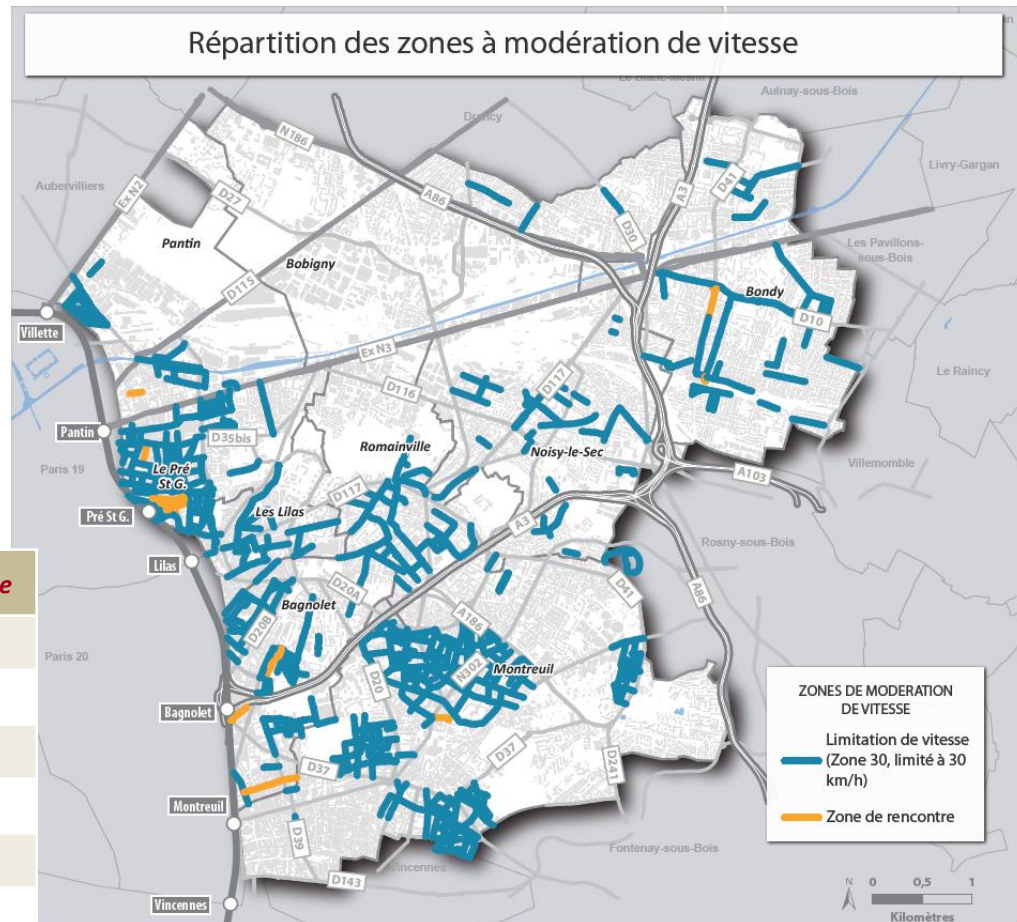 Répartition des zones à modération de vitesse
Aulnay-sous-Bois
Drancy
N186
Livry-Gargan
Aubervilliers
Ex N2
D27
A86
A3
D41
D30
Pantin
Bobigny
Les Pavillons-
sous-Bois
D115
Bondy
Villette
D10
Ex N3
Le Raincy
D116
D117
Pantin
D35bis
Romainville
Noisy-le-Sec
Paris 19
Le Pré
St G.
A103
Villemomble
D117
Les Lilas
Pré St G.
A3
Rosny-sous-Bois
Lilas
D20A
D41
A86
e
Bagnolet
D20B
A186
Paris 20
N302
Montreuil
D20
Bagnolet
D37
D241
D37
Montreuil
D39
Vincennes
Fontenay-sous-Bois
D143
Vincennes
ZONES DE MODERATION
DE VITESSE
Limitation de vitesse
(Zone 30, limité à 30
km/h)
Zone de rencontre
N
0 0,5 1
Kilomètres